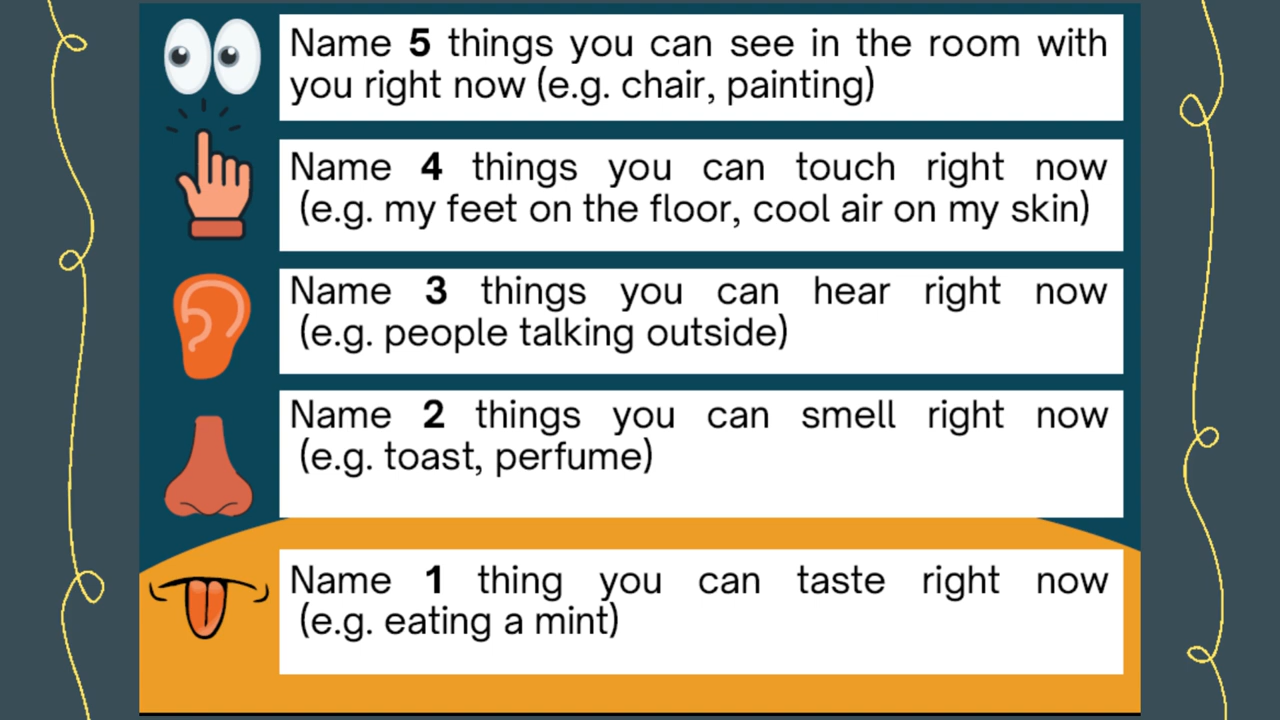 Name 5 things you can see in the room with
you right now (e.g. chair, painting)
Name 4 things you can touch right now
(e.g. my feet on the floor, cool air on my skin)
Name 3 things you can hear right now
(e.g. people talking outside)
Name 2 things you can smell right now
(e.g. toast, perfume)
Name 1 thing you can taste right now
(e.g. eating a mint)